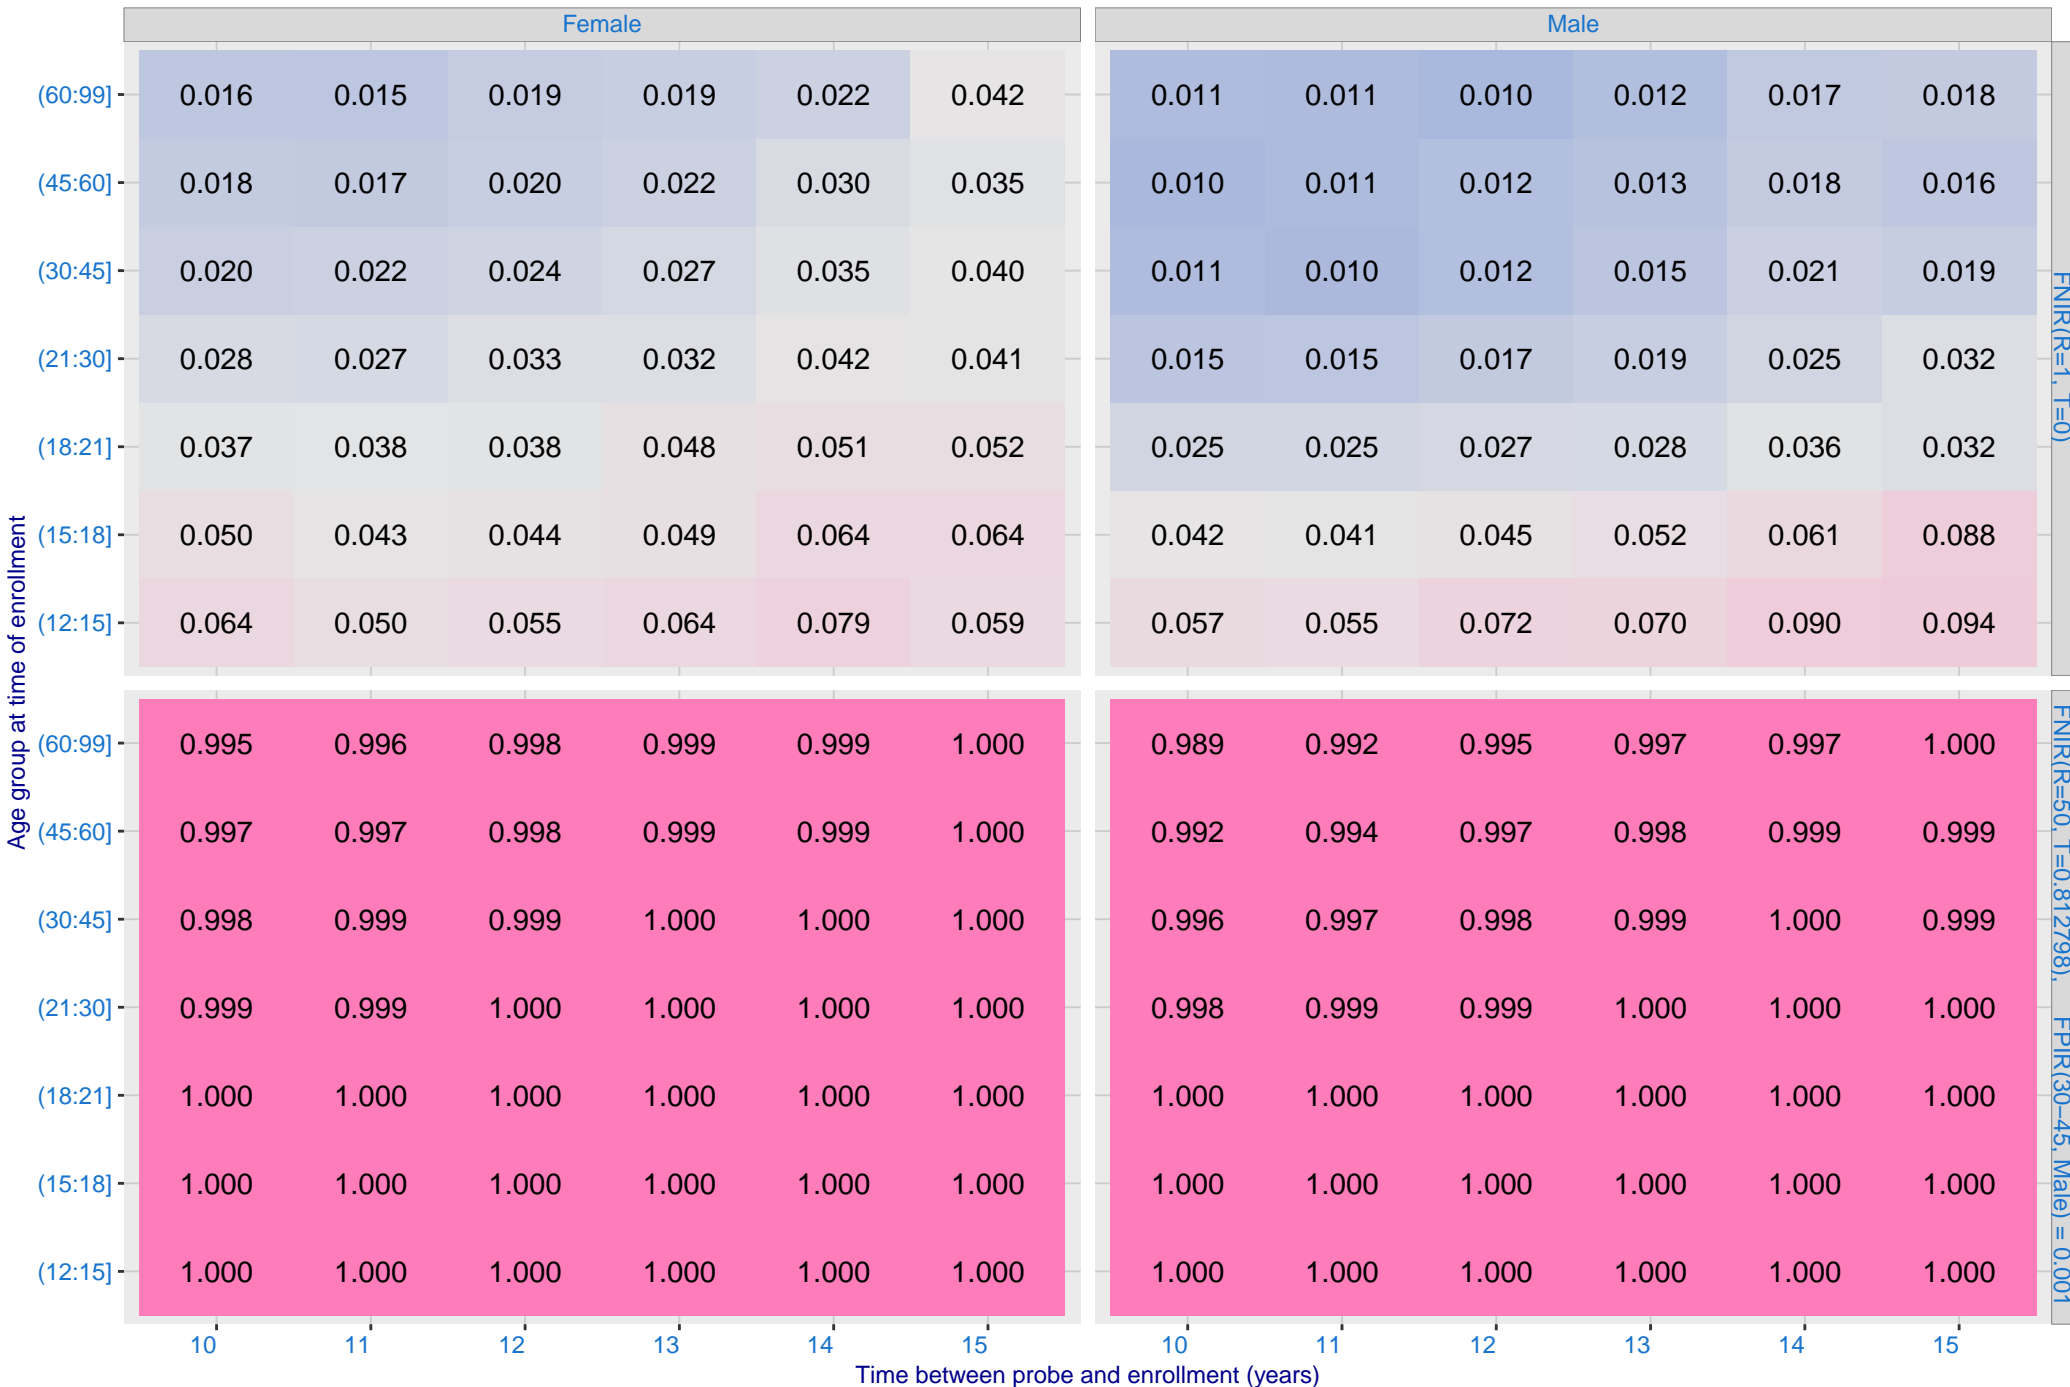 Female Male
(60:99] 0.016 0.015 0.019 0.019 0.022 0.042 0.011 0.011 0.010 0.012 0.017 0.018
(45:60] 0.018 0.017 0.020 0.022 0.030 0.035 0.010 0.011 0.012 0.013 0.018 0.016
(30:45] 0.020 0.022 0.024 0.027 0.035 0.040 0.011 0.010 0.012 0.015 0.021 0.019
(21:30] 0.028 0.027 0.033 0.032 0.042 0.041 0.015 0.015 0.017 0.019 0.025 0.032
(18:21] 0.037 0.038 0.038 0.048 0.051 0.052 0.025 0.025 0.027 0.028 0.036 0.032
(15:18] 0.050 0.043 0.044 0.049 0.064 0.064 0.042 0.041 0.045 0.052 0.061 0.088
(12:15] 0.064 0.050 0.055 0.064 0.079 0.059 0.057 0.055 0.072 0.070 0.090 0.094
FNIR(R=1, T=0)
Age group at time of enrollment
(60:99] 0.995 0.996 0.998 0.999 0.999 1.000 0.989 0.992 0.995 0.997 0.997 1.000
(45:60] 0.997 0.997 0.998 0.999 0.999 1.000 0.992 0.994 0.997 0.998 0.999 0.999
(30:45] 0.998 0.999 0.999 1.000 1.000 1.000 0.996 0.997 0.998 0.999 1.000 0.999
(21:30] 0.999 0.999 1.000 1.000 1.000 1.000 0.998 0.999 0.999 1.000 1.000 1.000
(18:21] 1.000 1.000 1.000 1.000 1.000 1.000 1.000 1.000 1.000 1.000 1.000 1.000
(15:18] 1.000 1.000 1.000 1.000 1.000 1.000 1.000 1.000 1.000 1.000 1.000 1.000
(12:15] 1.000 1.000 1.000 1.000 1.000 1.000 1.000 1.000 1.000 1.000 1.000 1.000
FNIR(R=50, T=0.812798), FPIR(30−45, Male) = 0.001
10 11 12 13 14 15 10 11 12 13 14 15
Time between probe and enrollment (years)